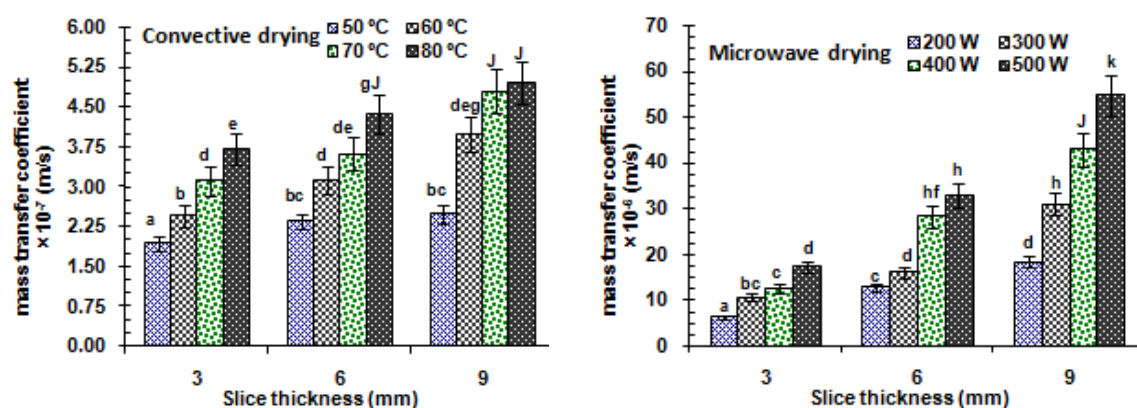 Convective drying
50 ºC 60 ºC
70 ºC 80 ºC
mass transfer coefficient
×10⁻⁷ (m/s)
6.00
5.25
4.50
3.75
3.00
2.25
1.50
0.75
0.00
a b d e
bc d de gJ
bc deg J J
3 6 9
Slice thickness (mm)
Microwave drying
200 W 300 W
400 W 500 W
mass transfer coefficient
×10⁻⁶ (m/s)
70
60
50
40
30
20
10
0
a bc c d
c d hf h
d h J k
3 6 9
Slice thickness (mm)